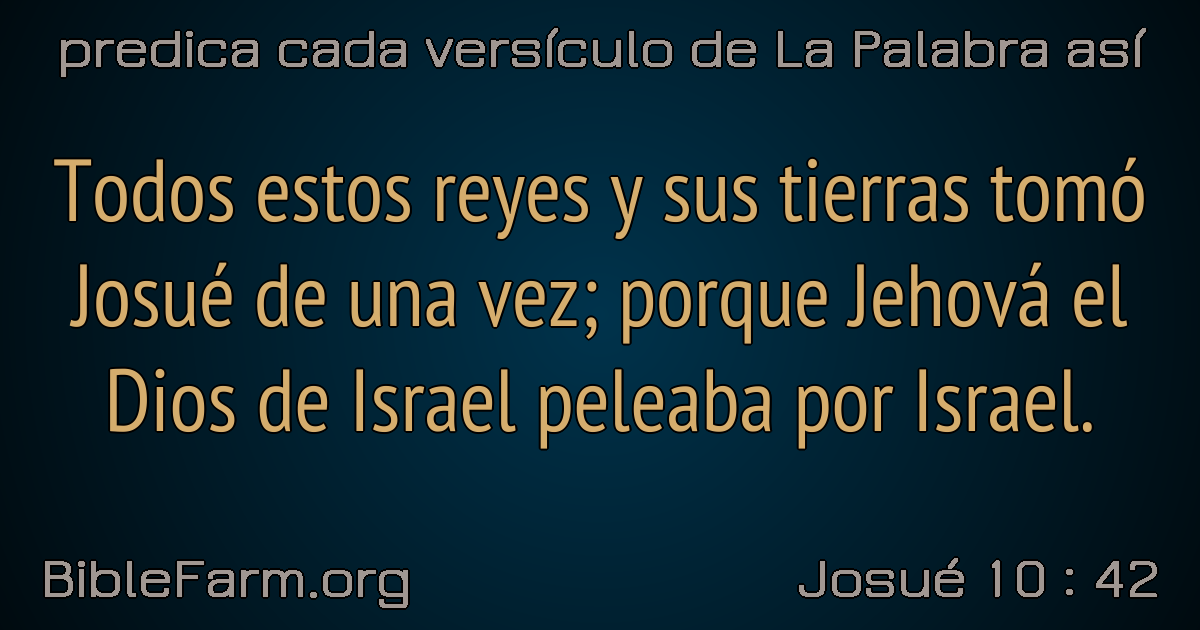 predica cada versículo de La Palabra así
Todos estos reyes y sus tierras tomó
Josué de una vez; porque Jehová el
Dios de Israel peleaba por Israel.
BibleFarm.org
Josué 10 : 42